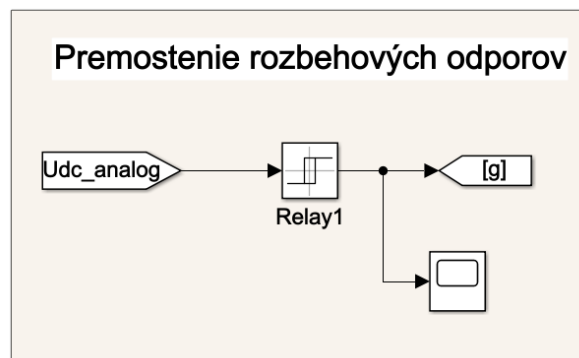 Premostenie rozbehových odporov
Udc_analog
[g]
Relay1